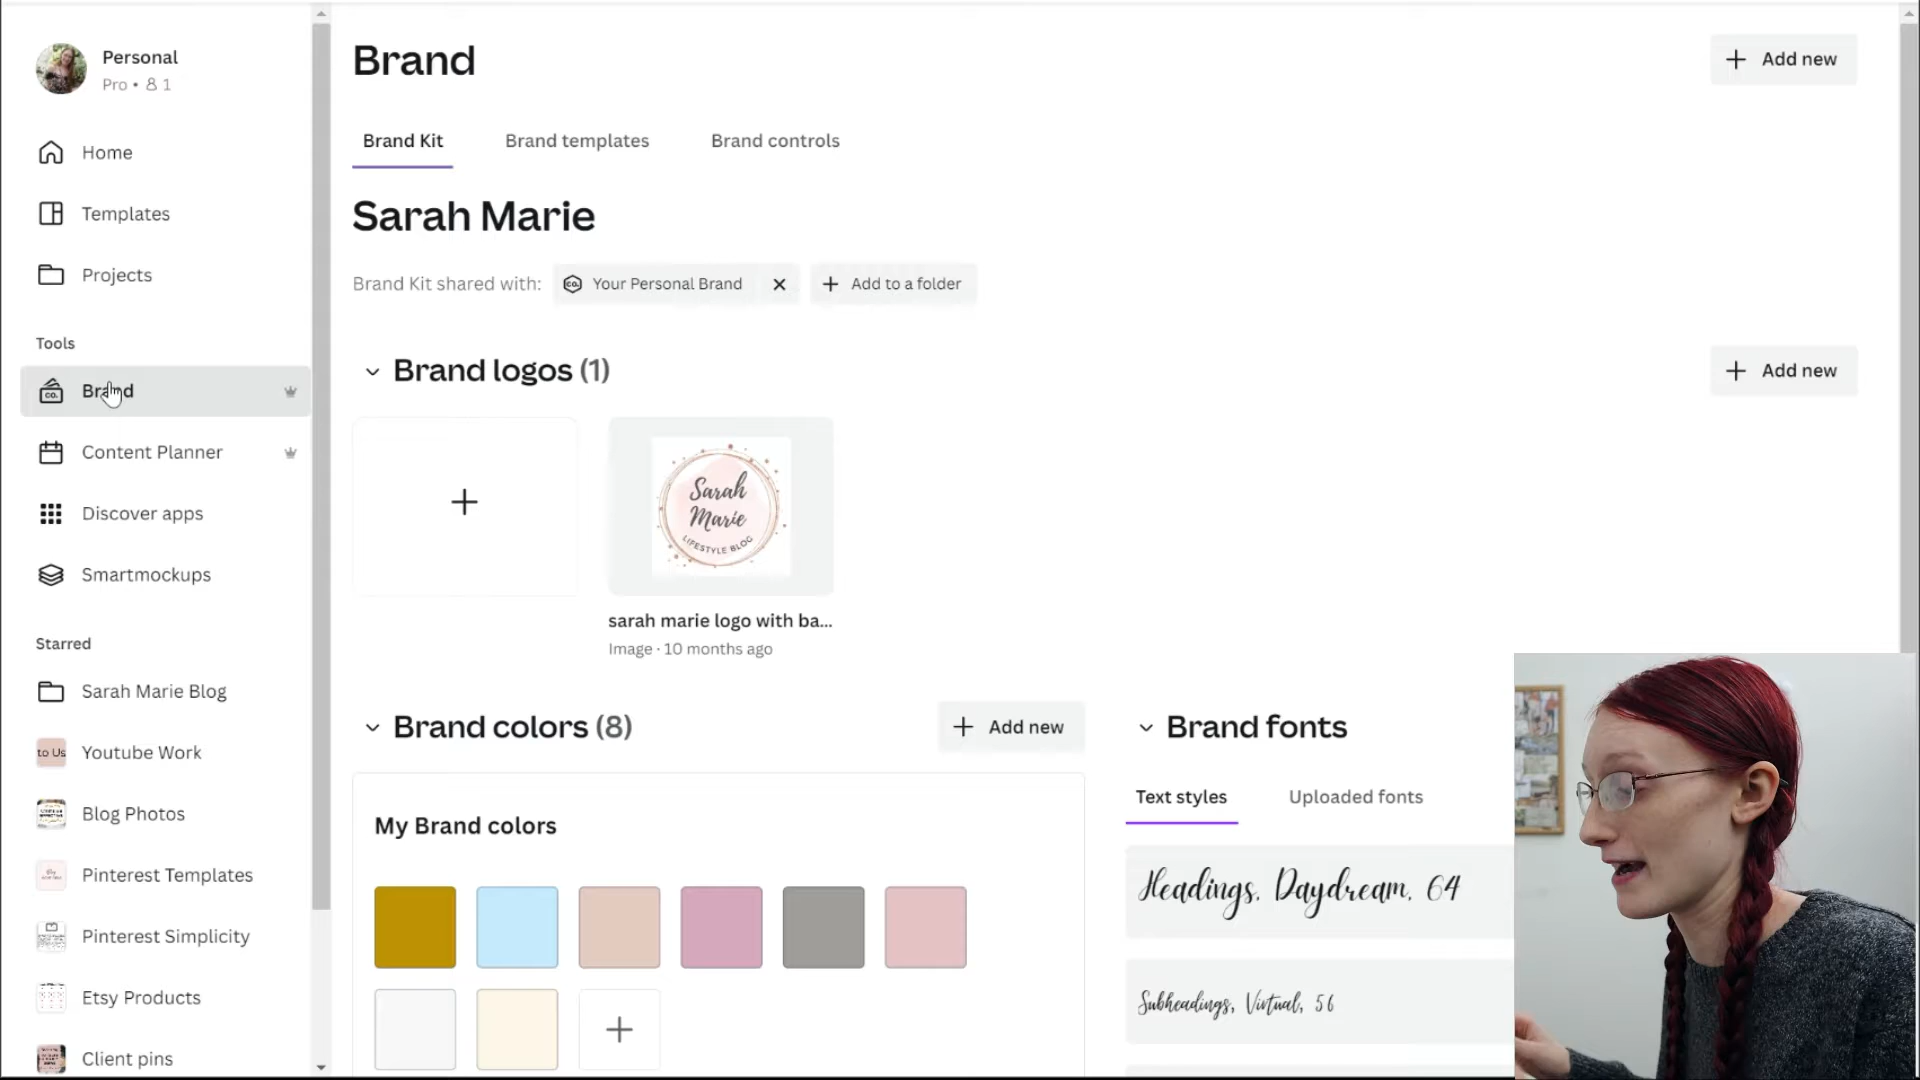 Personal
Pro • 1
Home
Templates
Projects
Tools
Brand
CO.
Content Planner
Discover apps
Smartmockups
Starred
Sarah Marie Blog
to Us
Youtube Work
Blog Photos
Pinterest Templates
Pinterest Simplicity
Etsy Products
Client pins
Brand
Add new
Brand Kit
Brand templates
Brand controls
Sarah Marie
Brand Kit shared with:
CO.
Your Personal Brand
Add to a folder
Brand logos (1)
Add new
Sarah
Marie
LIFESTYLE BLOG
sarah marie logo with ba...
Image · 10 months ago
Brand colors (8)
Add new
My Brand colors
Brand fonts
Text styles
Uploaded fonts
Headings, Daydream, 64
Subheadings, Virtual, 56